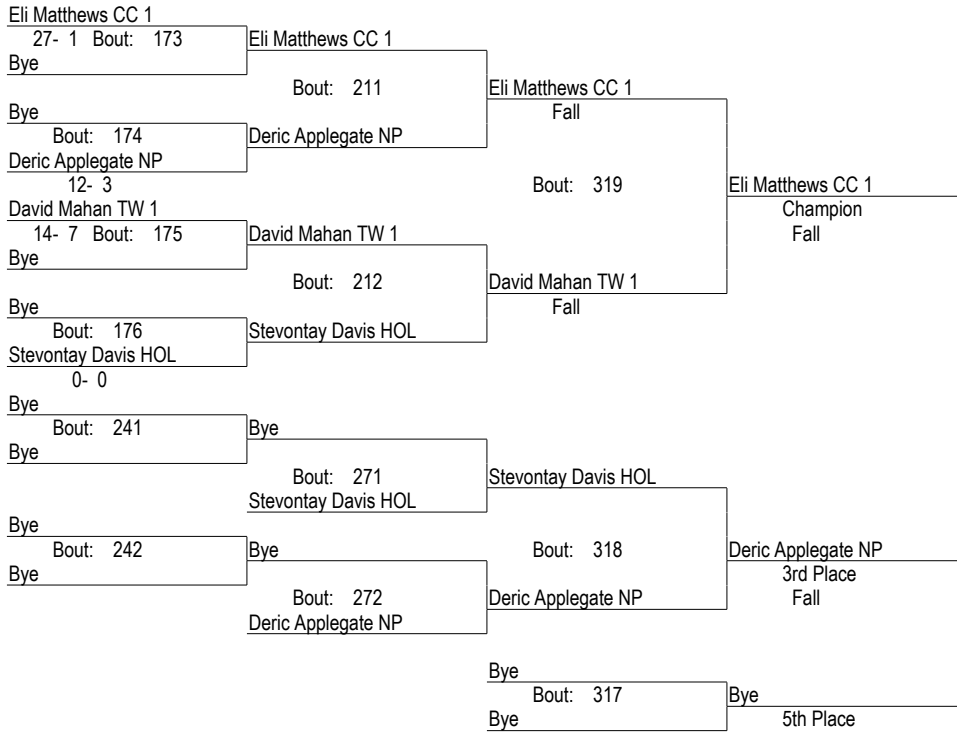 Eli Matthews CC 1
27- 1 Bout: 173
Eli Matthews CC 1
Bye
Bout: 211
Eli Matthews CC 1
Bye
Fall
Bout: 174
Deric Applegate NP
Deric Applegate NP
12- 3
Bout: 319
Eli Matthews CC 1
David Mahan TW 1
Champion
14- 7 Bout: 175
David Mahan TW 1
Fall
Bye
Bout: 212
David Mahan TW 1
Bye
Fall
Bout: 176
Stevontay Davis HOL
Stevontay Davis HOL
0- 0
Bye
Bout: 241
Bye
Bye
Bout: 271
Stevontay Davis HOL
Stevontay Davis HOL
Bye
Bout: 242
Bye
Bout: 318
Deric Applegate NP
Bye
3rd Place
Bout: 272
Deric Applegate NP
Fall
Deric Applegate NP
Bye
Bout: 317
Bye
Bye
5th Place